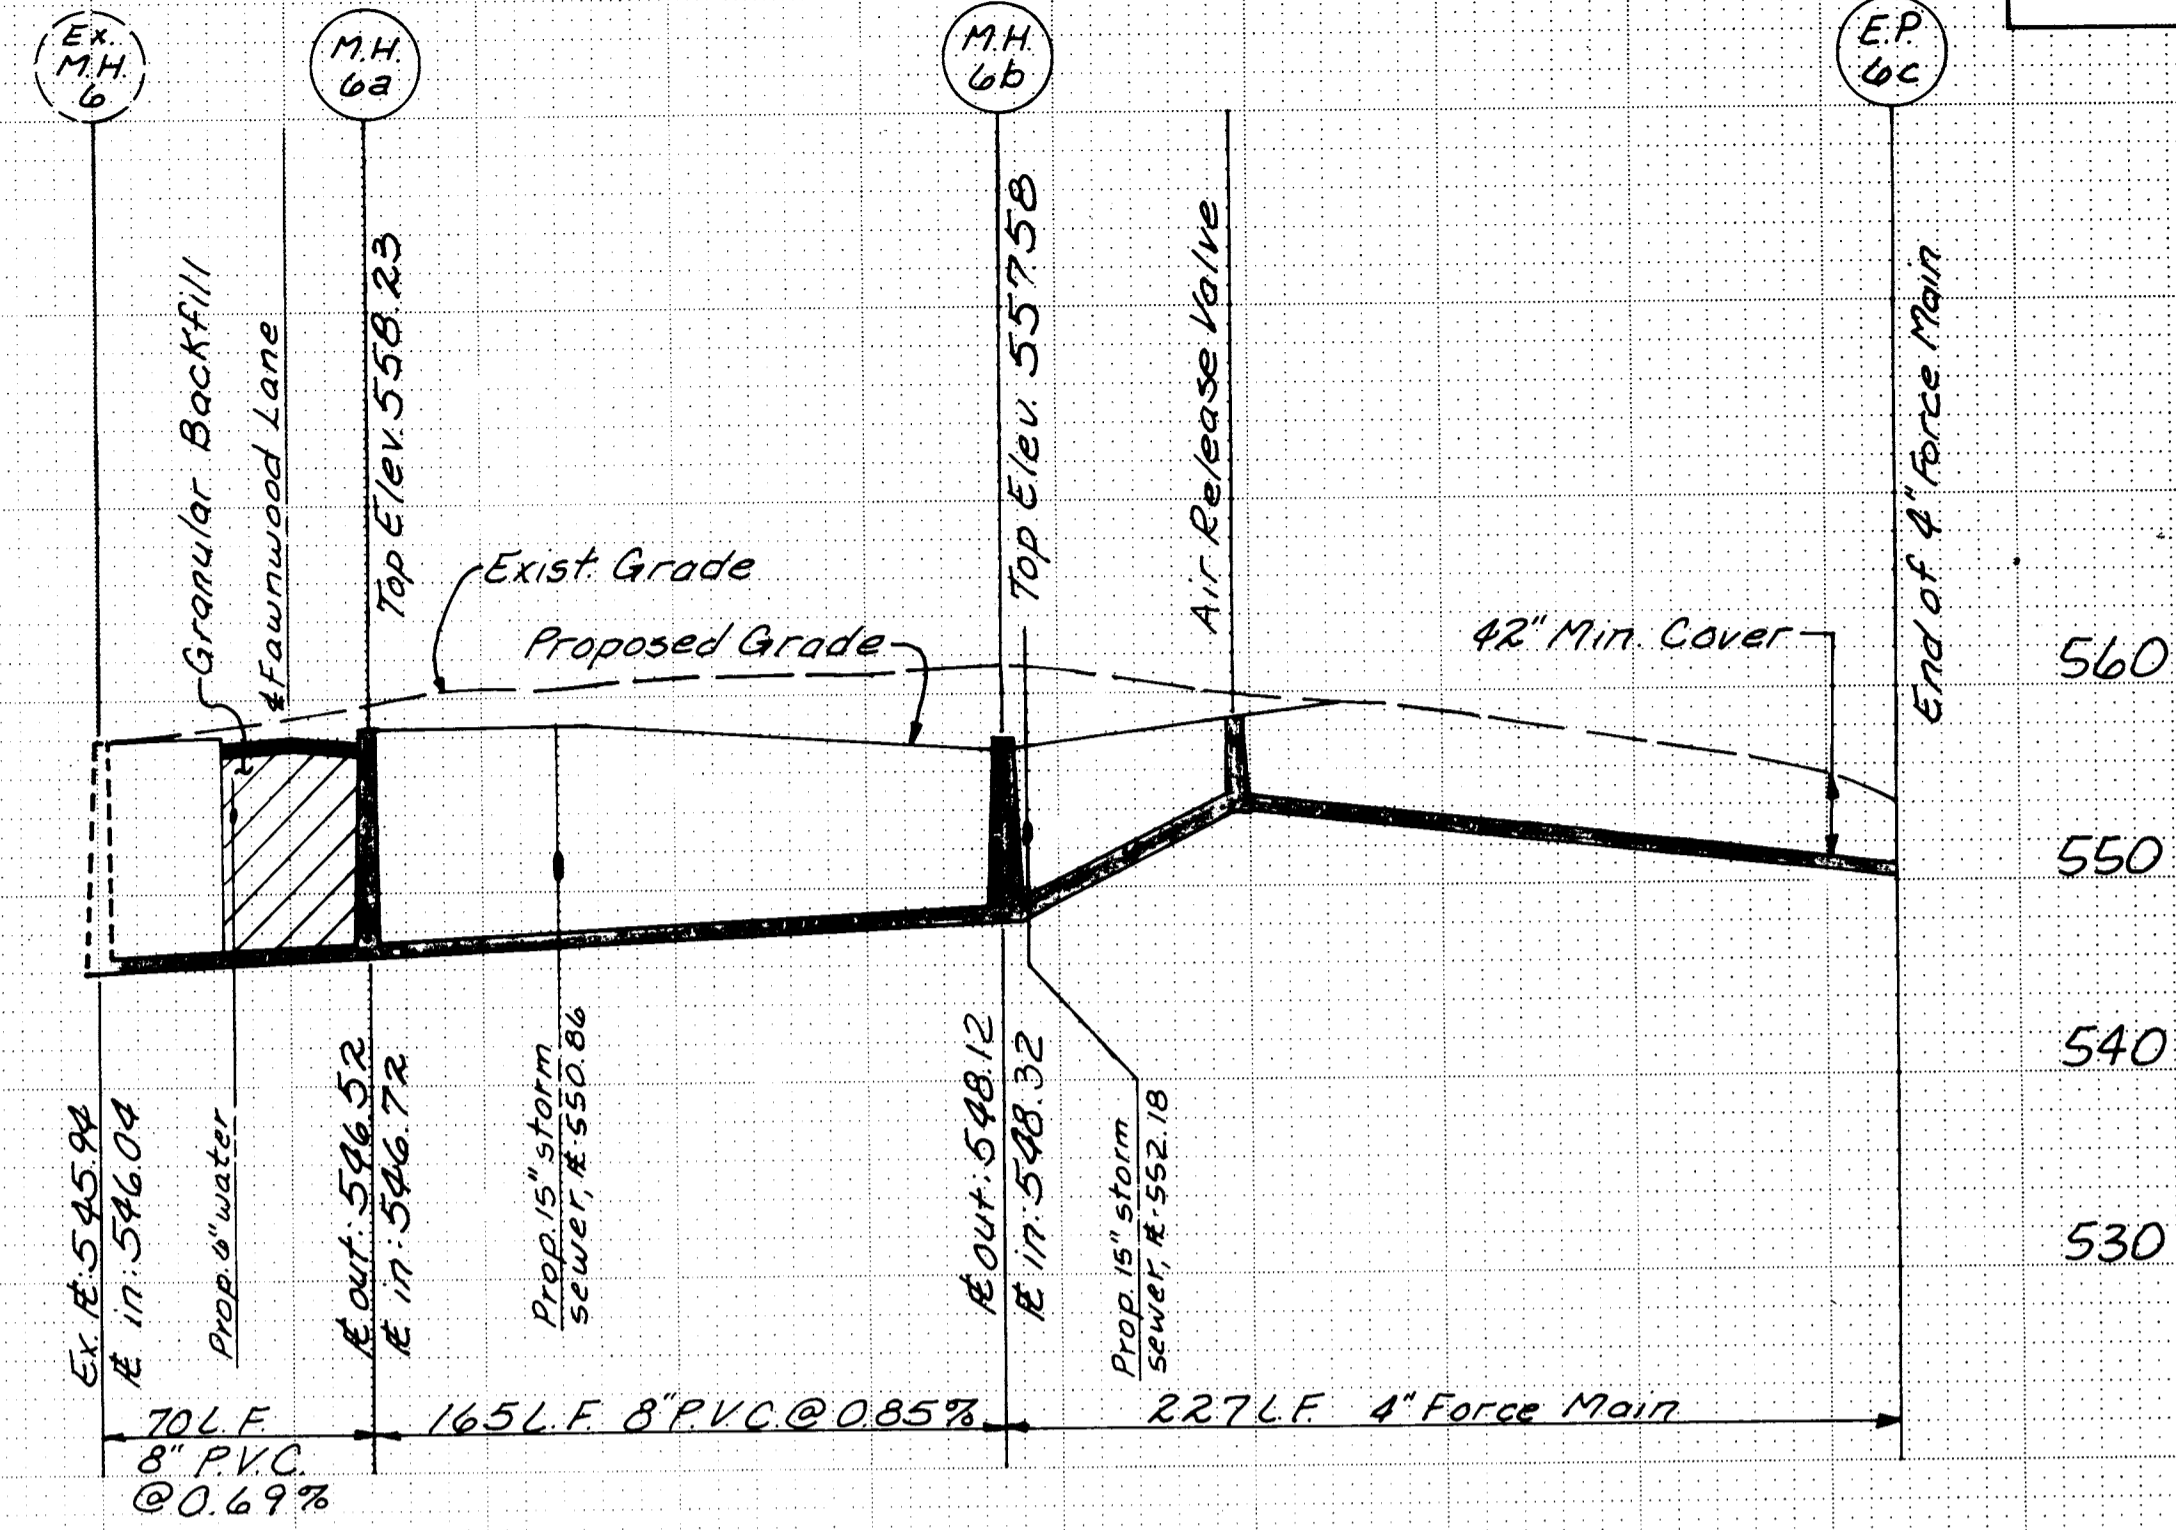 Ex.
M.H.
6
M.H.
6a
M.H.
6b
E.P.
6c
Granular Backfill
℄ Fawnwood Lane
Top Elev. 558.23
Top Elev. 557.58
Air Release Valve
End of 4" Force Main
Exist. Grade
Proposed Grade
42" Min. Cover
560
550
540
530
Ex. ℄: 545.94
℄ in: 546.04
Prop. 6" water
℄ out: 546.52
℄ in: 546.72
Prop. 15" storm
sewer, ℄ 550.86
℄ out: 548.12
℄ in: 548.32
Prop. 15" storm
sewer, ℄ 552.18
70 L.F.
8" P.V.C.
@ 0.69%
165 L.F. 8" P.V.C. @ 0.85%
227 L.F. 4" Force Main